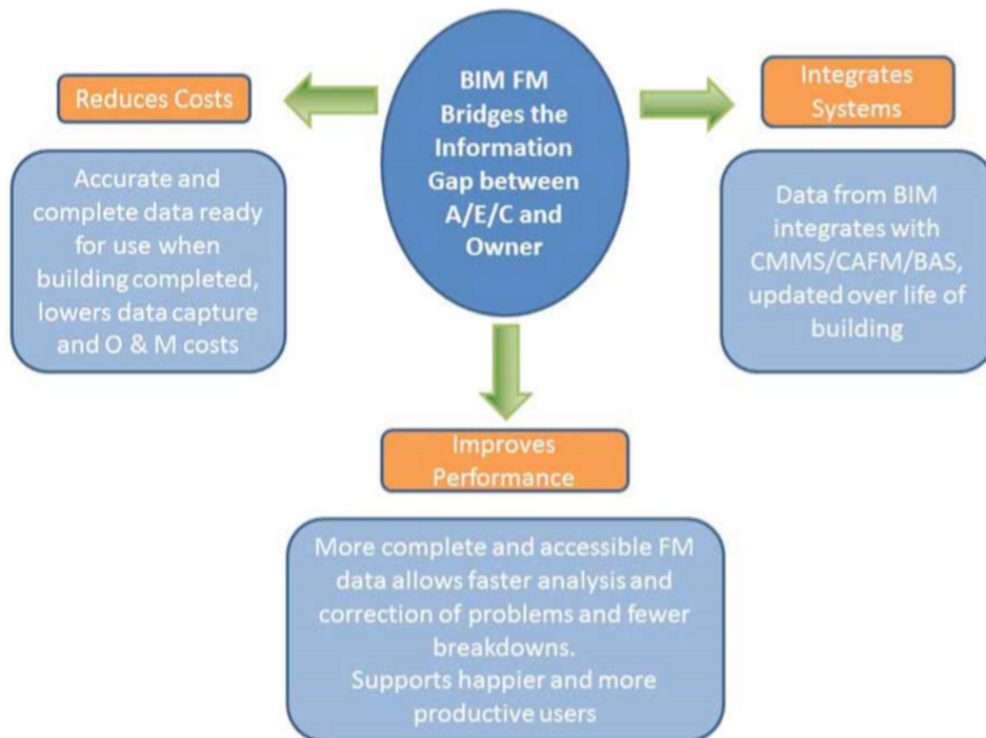 BIM FM
Bridges the
Information
Gap between
A/E/C and
Owner
Reduces Costs
Accurate and
complete data ready
for use when
building completed,
lowers data capture
and O & M costs
Integrates
Systems
Data from BIM
integrates with
CMMS/CAFM/BAS,
updated over life of
building
Improves
Performance
More complete and accessible FM
data allows faster analysis and
correction of problems and fewer
breakdowns.
Supports happier and more
productive users